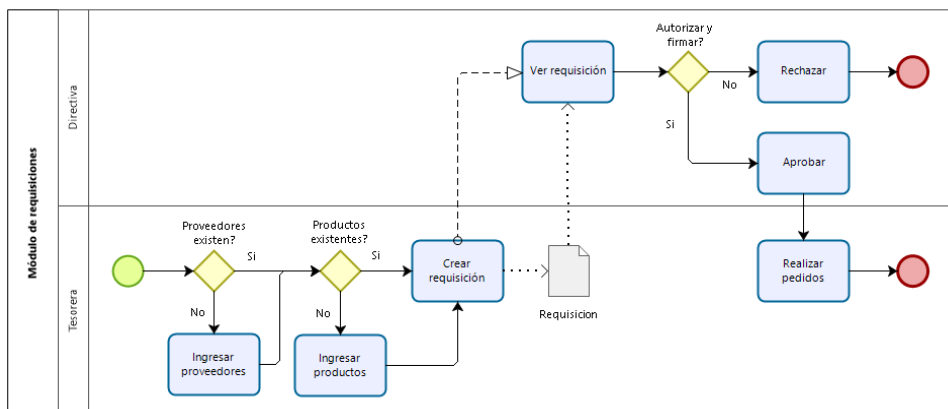 Módulo de requisiciones
Directiva
Autorizar y
firmar?
Ver requisición
No
Rechazar
Si
Aprobar
Tesorera
Proveedores
existen?
Si
No
Ingresar
proveedores
Productos
existentes?
Si
No
Ingresar
productos
Crear
requisición
Requisicion
Realizar
pedidos